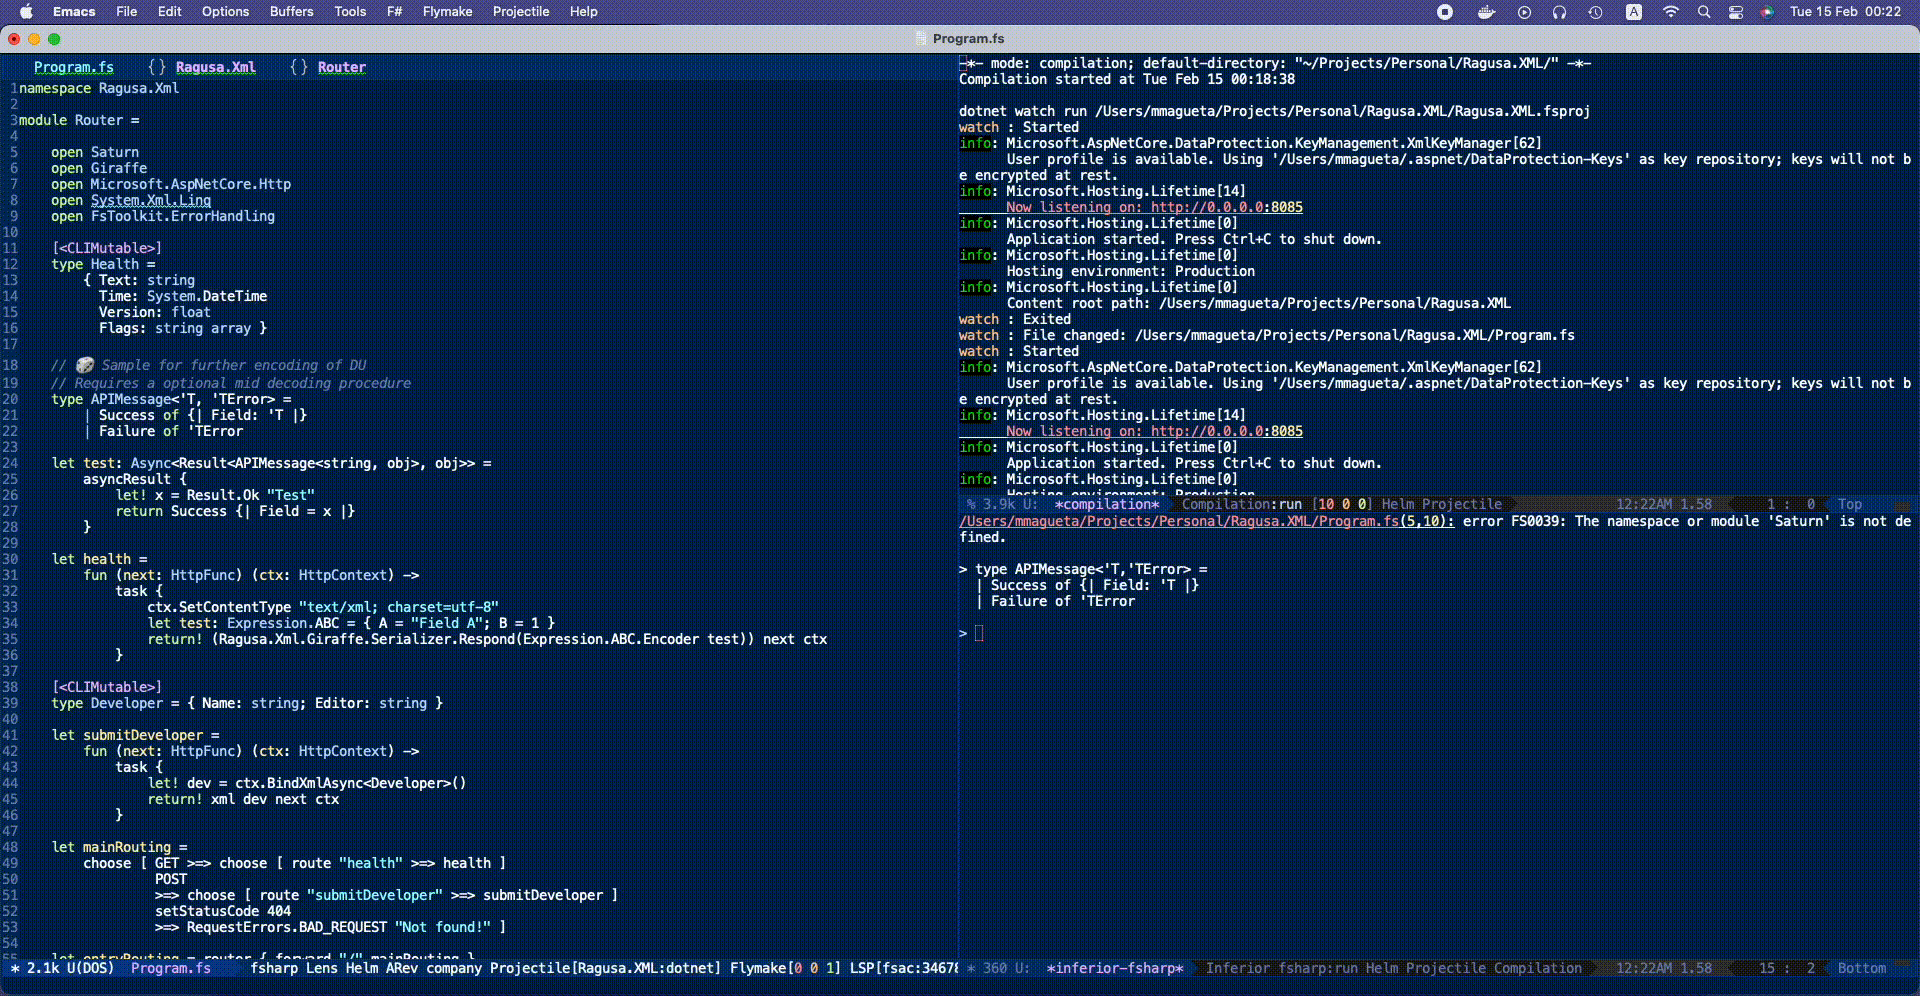 Emacs File Edit Options Buffers Tools F# Flymake Projectile Help A Tue 15 Feb 00:22
Program.fs
Program.fs {} Ragusa.Xml {} Router
1 namespace Ragusa.Xml
2
3 module Router =
4
5 open Saturn
6 open Giraffe
7 open Microsoft.AspNetCore.Http
8 open System.Xml.Linq
9 open FsToolkit.ErrorHandling
10
11 [<CLIMutable>]
12 type Health =
13 { Text: string
14 Time: System.DateTime
15 Version: float
16 Flags: string array }
17
18 // 🎲 Sample for further encoding of DU
19 // Requires a optional mid decoding procedure
20 type APIMessage<'T, 'TError> =
21 | Success of {| Field: 'T |}
22 | Failure of 'TError
23
24 let test: Async<Result<APIMessage<string, obj>, obj>> =
25 asyncResult {
26 let! x = Result.Ok "Test"
27 return Success {| Field = x |}
28 }
29
30 let health =
31 fun (next: HttpFunc) (ctx: HttpContext) ->
32 task {
33 ctx.SetContentType "text/xml; charset=utf-8"
34 let test: Expression.ABC = { A = "Field A"; B = 1 }
35 return! (Ragusa.Xml.Giraffe.Serializer.Respond(Expression.ABC.Encoder test)) next ctx
36 }
37
38 [<CLIMutable>]
39 type Developer = { Name: string; Editor: string }
40
41 let submitDeveloper =
42 fun (next: HttpFunc) (ctx: HttpContext) ->
43 task {
44 let! dev = ctx.BindXmlAsync<Developer>()
45 return! xml dev next ctx
46 }
47
48 let mainRouting =
49 choose [ GET >=> choose [ route "health" >=> health ]
50 POST
51 >=> choose [ route "submitDeveloper" >=> submitDeveloper ]
52 setStatusCode 404
53 >=> RequestErrors.BAD_REQUEST "Not found!" ]
54
55 let entryRouting = router { forward "/" mainRouting }
* 2.1k U(DOS) Program.fs fsharp Lens Helm ARev company Projectile[Ragusa.XML:dotnet] Flymake[0 0 1] LSP[fsac:34678
-*- mode: compilation; default-directory: "~/Projects/Personal/Ragusa.XML/" -*-
Compilation started at Tue Feb 15 00:18:38
dotnet watch run /Users/mmagueta/Projects/Personal/Ragusa.XML/Ragusa.XML.fsproj
watch : Started
info: Microsoft.AspNetCore.DataProtection.KeyManagement.XmlKeyManager[62]
User profile is available. Using '/Users/mmagueta/.aspnet/DataProtection-Keys' as key repository; keys will not b
e encrypted at rest.
info: Microsoft.Hosting.Lifetime[14]
Now listening on: http://0.0.0.0:8085
info: Microsoft.Hosting.Lifetime[0]
Application started. Press Ctrl+C to shut down.
info: Microsoft.Hosting.Lifetime[0]
Hosting environment: Production
info: Microsoft.Hosting.Lifetime[0]
Content root path: /Users/mmagueta/Projects/Personal/Ragusa.XML
watch : Exited
watch : File changed: /Users/mmagueta/Projects/Personal/Ragusa.XML/Program.fs
watch : Started
info: Microsoft.AspNetCore.DataProtection.KeyManagement.XmlKeyManager[62]
User profile is available. Using '/Users/mmagueta/.aspnet/DataProtection-Keys' as key repository; keys will not b
e encrypted at rest.
info: Microsoft.Hosting.Lifetime[14]
Now listening on: http://0.0.0.0:8085
info: Microsoft.Hosting.Lifetime[0]
Application started. Press Ctrl+C to shut down.
info: Microsoft.Hosting.Lifetime[0]
Hosting environment: Production
% 3.9k U: *compilation* Compilation:run [10 0 0] Helm Projectile 12:22AM 1.58 1 : 0 Top
/Users/mmagueta/Projects/Personal/Ragusa.XML/Program.fs(5,10): error FS0039: The namespace or module 'Saturn' is not de
fined.
> type APIMessage<'T,'TError> =
| Success of {| Field: 'T |}
| Failure of 'TError
>
* 360 U: *inferior-fsharp* Inferior fsharp:run Helm Projectile Compilation 12:22AM 1.58 15 : 2 Bottom